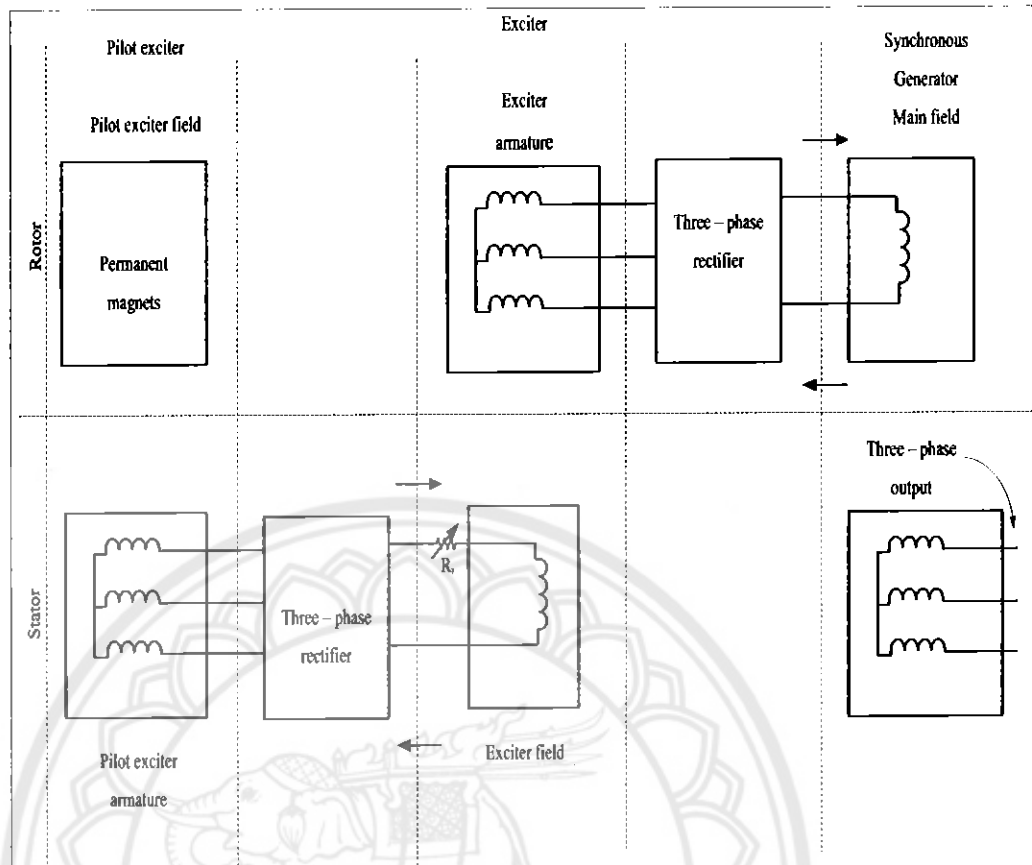 Pilot exciter
Exciter
Synchronous
Generator
Main field
Pilot exciter field
Exciter
armature
Rotor
Permanent
magnets
Three – phase
rectifier
Three – phase
output
Stator
Three – phase
rectifier
Pilot exciter
armature
Exciter field